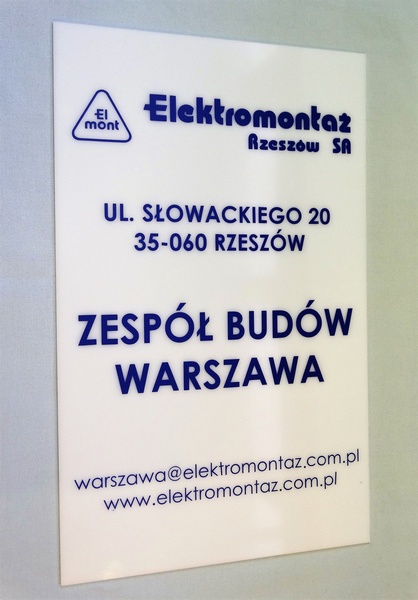 El
mont
Elektromontaż
Rzeszów SA
UL. SŁOWACKIEGO 20
35-060 RZESZÓW
ZESPÓŁ BUDÓW
WARSZAWA
warszawa@elektromontaz.com.pl
www.elektromontaz.com.pl